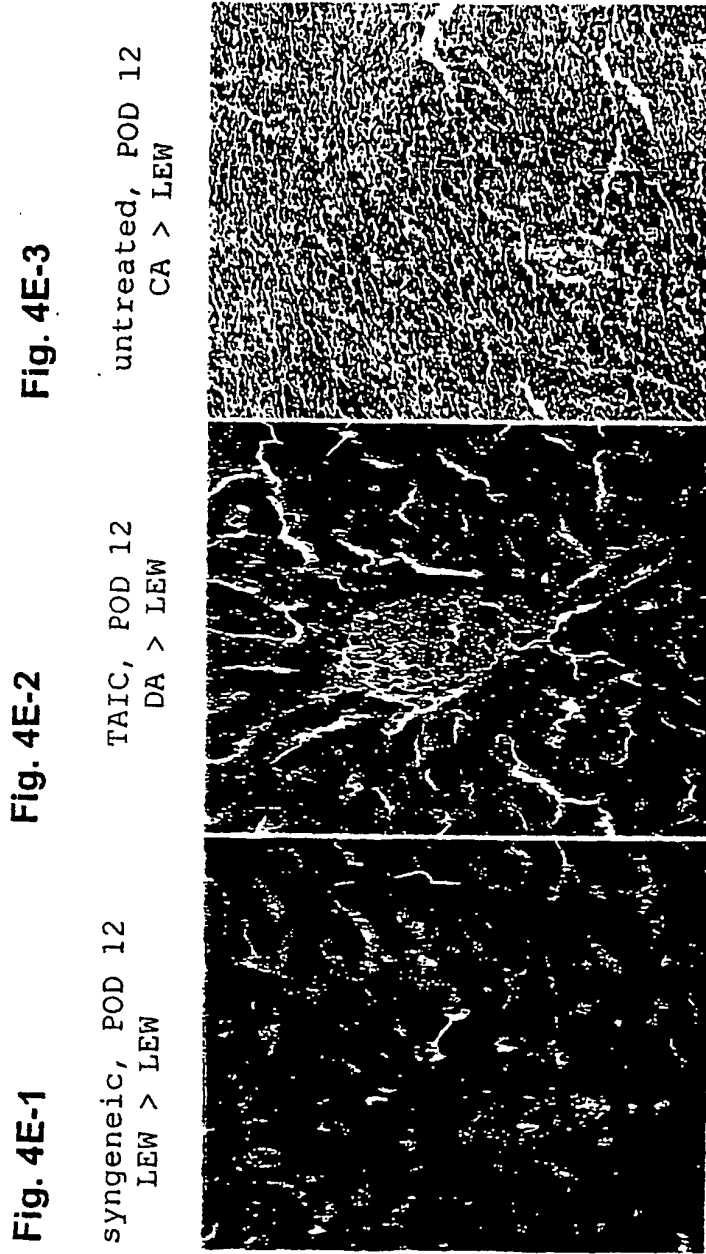 Fig. 4E-1
syngeneic, POD 12
LEW > LEW
Fig. 4E-2
TAIC, POD 12
DA > LEW
Fig. 4E-3
untreated, POD 12
CA > LEW